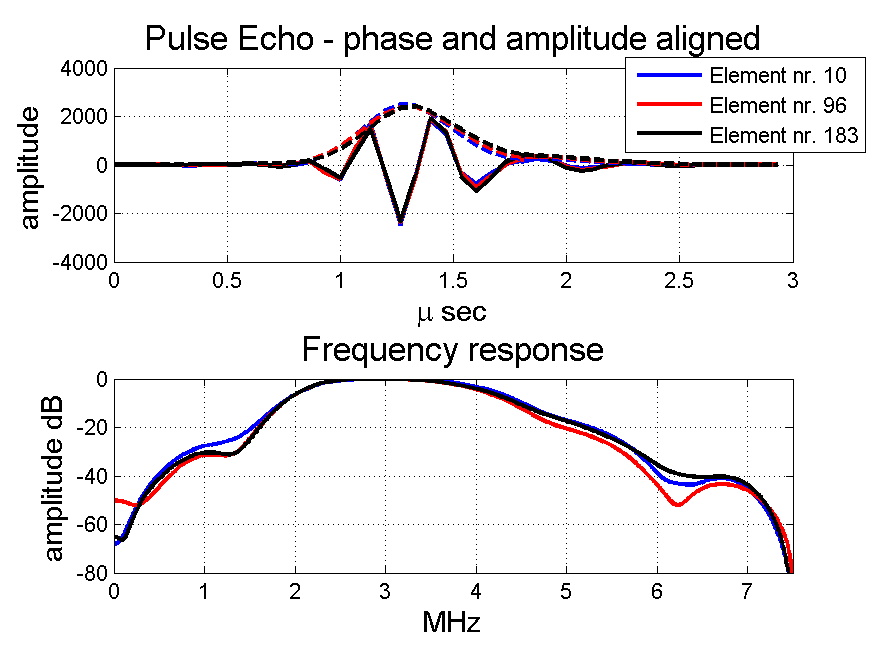 Pulse Echo - phase and amplitude aligned
Element nr. 10
Element nr. 96
Element nr. 183
amplitude
4000
2000
0
-2000
-4000
0 0.5 1 1.5 2 2.5 3
μ sec
Frequency response
amplitude dB
0
-20
-40
-60
-80
0 1 2 3 4 5 6 7
MHz